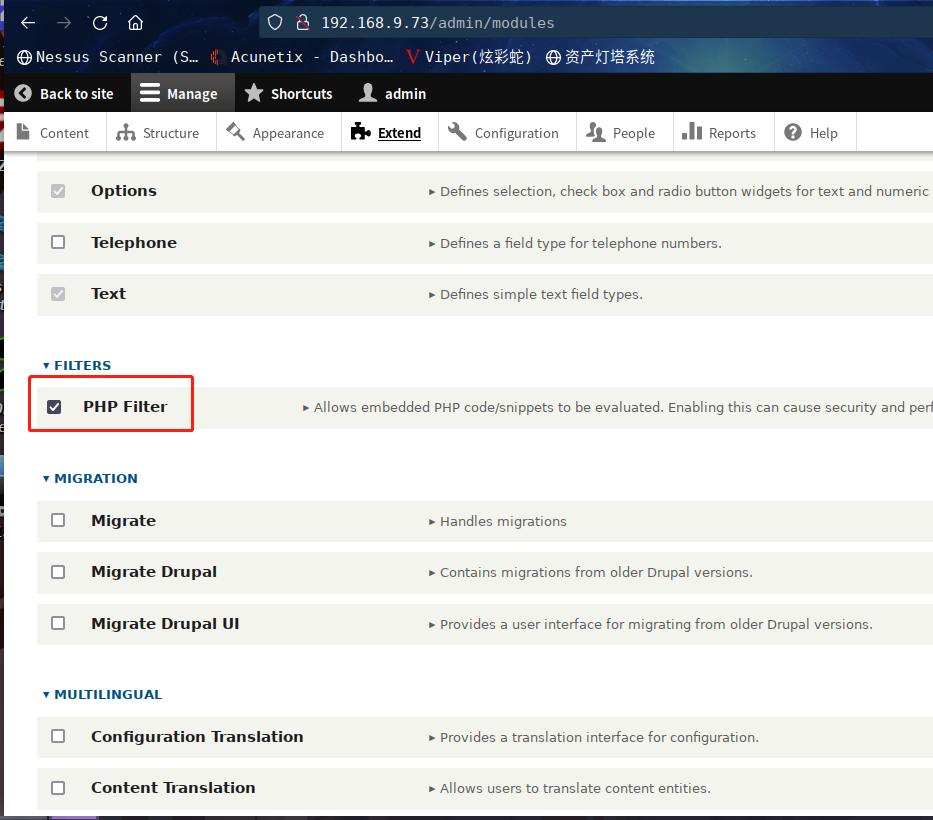 192.168.9.73/admin/modules
Nessus Scanner (S… Acunetix - Dashbo… Viper(炫彩蛇) 资产灯塔系统
Back to site Manage Shortcuts admin
Content Structure Appearance Extend Configuration People Reports Help
Options ▸ Defines selection, check box and radio button widgets for text and numeric
Telephone ▸ Defines a field type for telephone numbers.
Text ▸ Defines simple text field types.
▾ FILTERS
PHP Filter ▸ Allows embedded PHP code/snippets to be evaluated. Enabling this can cause security and perf
▾ MIGRATION
Migrate ▸ Handles migrations
Migrate Drupal ▸ Contains migrations from older Drupal versions.
Migrate Drupal UI ▸ Provides a user interface for migrating from older Drupal versions.
▾ MULTILINGUAL
Configuration Translation ▸ Provides a translation interface for configuration.
Content Translation ▸ Allows users to translate content entities.